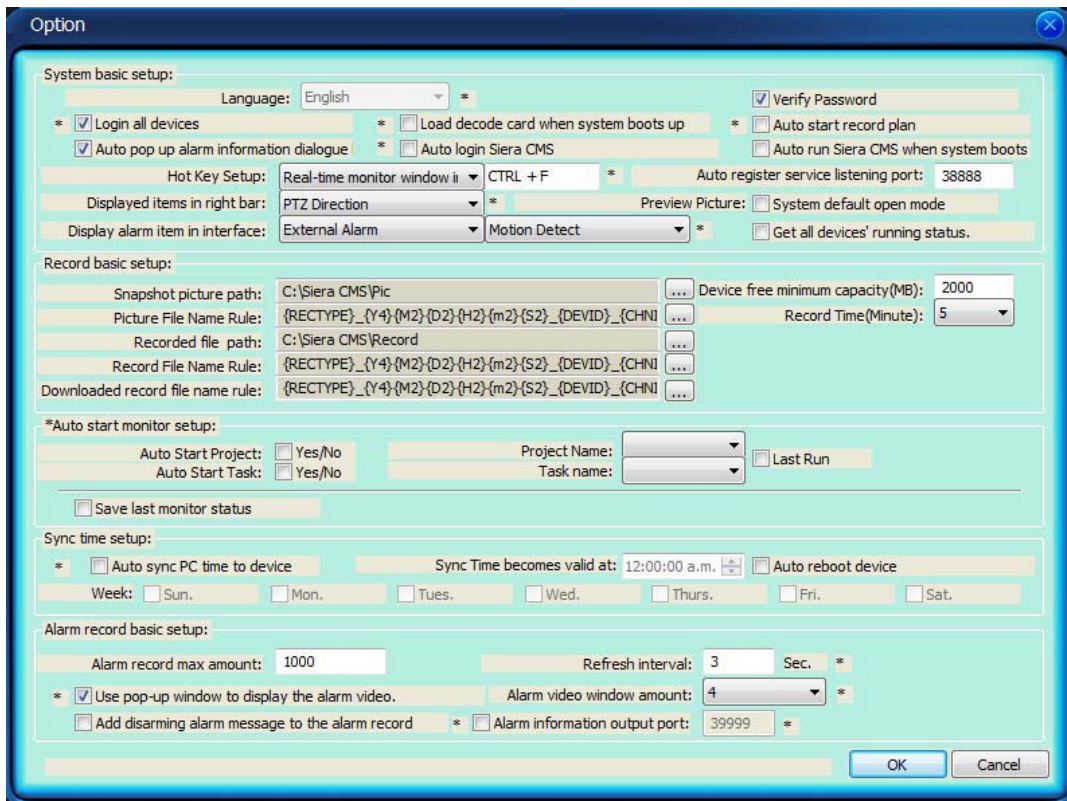 Option
System basic setup:
Language: English * Verify Password
* Login all devices * Load decode card when system boots up * Auto start record plan
Auto pop up alarm information dialogue * Auto login Siera CMS Auto run Siera CMS when system boots
Hot Key Setup: Real-time monitor window i CTRL + F * Auto register service listening port: 38888
Displayed items in right bar: PTZ Direction * Preview Picture: System default open mode
Display alarm item in interface: External Alarm Motion Detect * Get all devices' running status.
Record basic setup:
Snapshot picture path: C:\Siera CMS\Pic ... Device free minimum capacity(MB): 2000
Picture File Name Rule: {RECTYPE}_{Y4}{M2}{D2}{H2}{m2}{S2}_{DEVID}_{CHNI ... Record Time(Minute): 5
Recorded file path: C:\Siera CMS\Record ...
Record File Name Rule: {RECTYPE}_{Y4}{M2}{D2}{H2}{m2}{S2}_{DEVID}_{CHNI ...
Downloaded record file name rule: {RECTYPE}_{Y4}{M2}{D2}{H2}{m2}{S2}_{DEVID}_{CHNI ...
*Auto start monitor setup:
Auto Start Project: Yes/No Project Name: Last Run
Auto Start Task: Yes/No Task name:
Save last monitor status
Sync time setup:
* Auto sync PC time to device Sync Time becomes valid at: 12:00:00 a.m. Auto reboot device
Week: Sun. Mon. Tues. Wed. Thurs. Fri. Sat.
Alarm record basic setup:
Alarm record max amount: 1000 Refresh interval: 3 Sec. *
* Use pop-up window to display the alarm video. Alarm video window amount: 4 *
Add disarming alarm message to the alarm record * Alarm information output port: 39999 *
OK Cancel